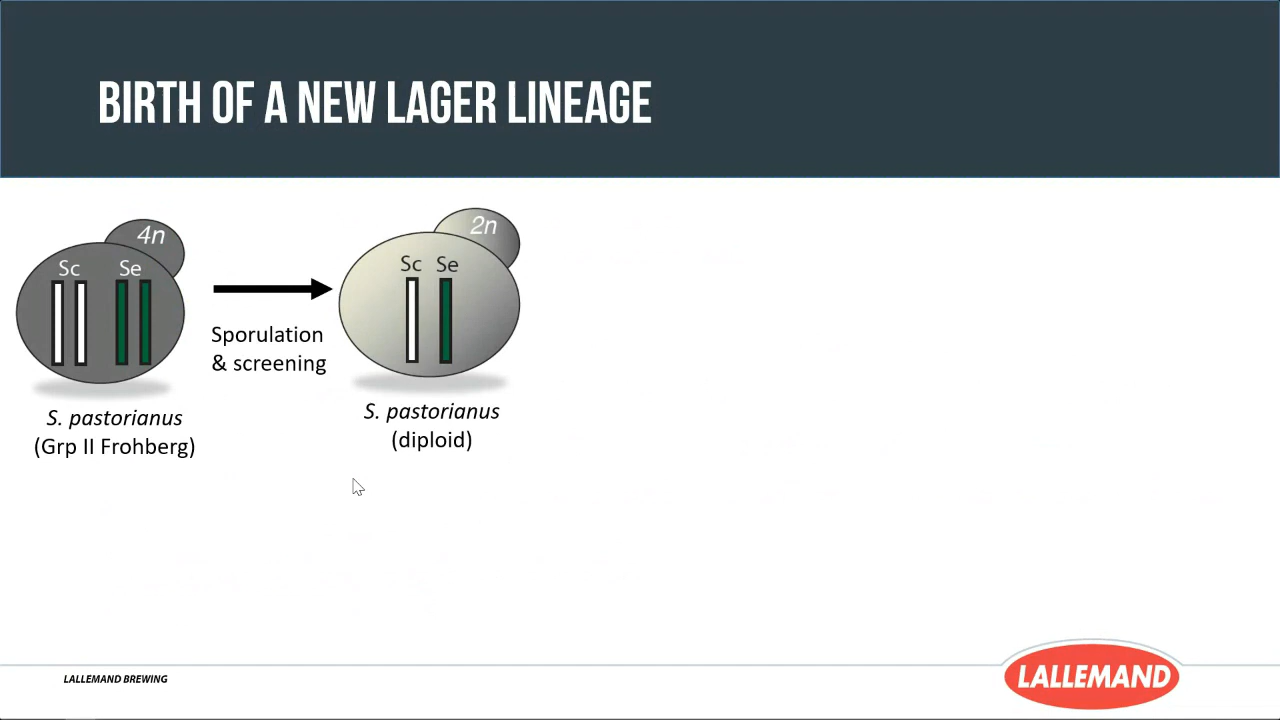 BIRTH OF A NEW LAGER LINEAGE
4n
Sc Se
2n
Sc Se
Sporulation
& screening
S. pastorianus
(Grp II Frohberg)
S. pastorianus
(diploid)
LALLEMAND BREWING
LALLEMAND